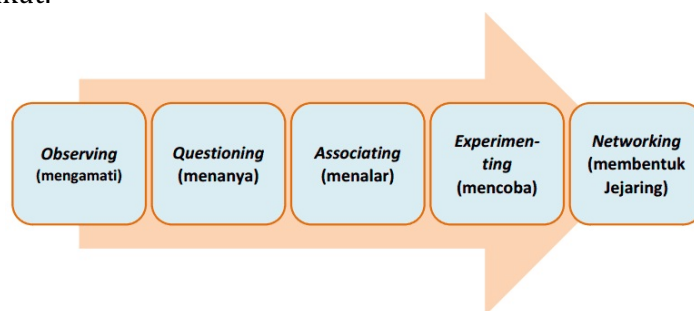 Observing
(mengamati)
Questioning
(menanya)
Associating
(menalar)
Experimen-
ting
(mencoba)
Networking
(membentuk
Jejaring)